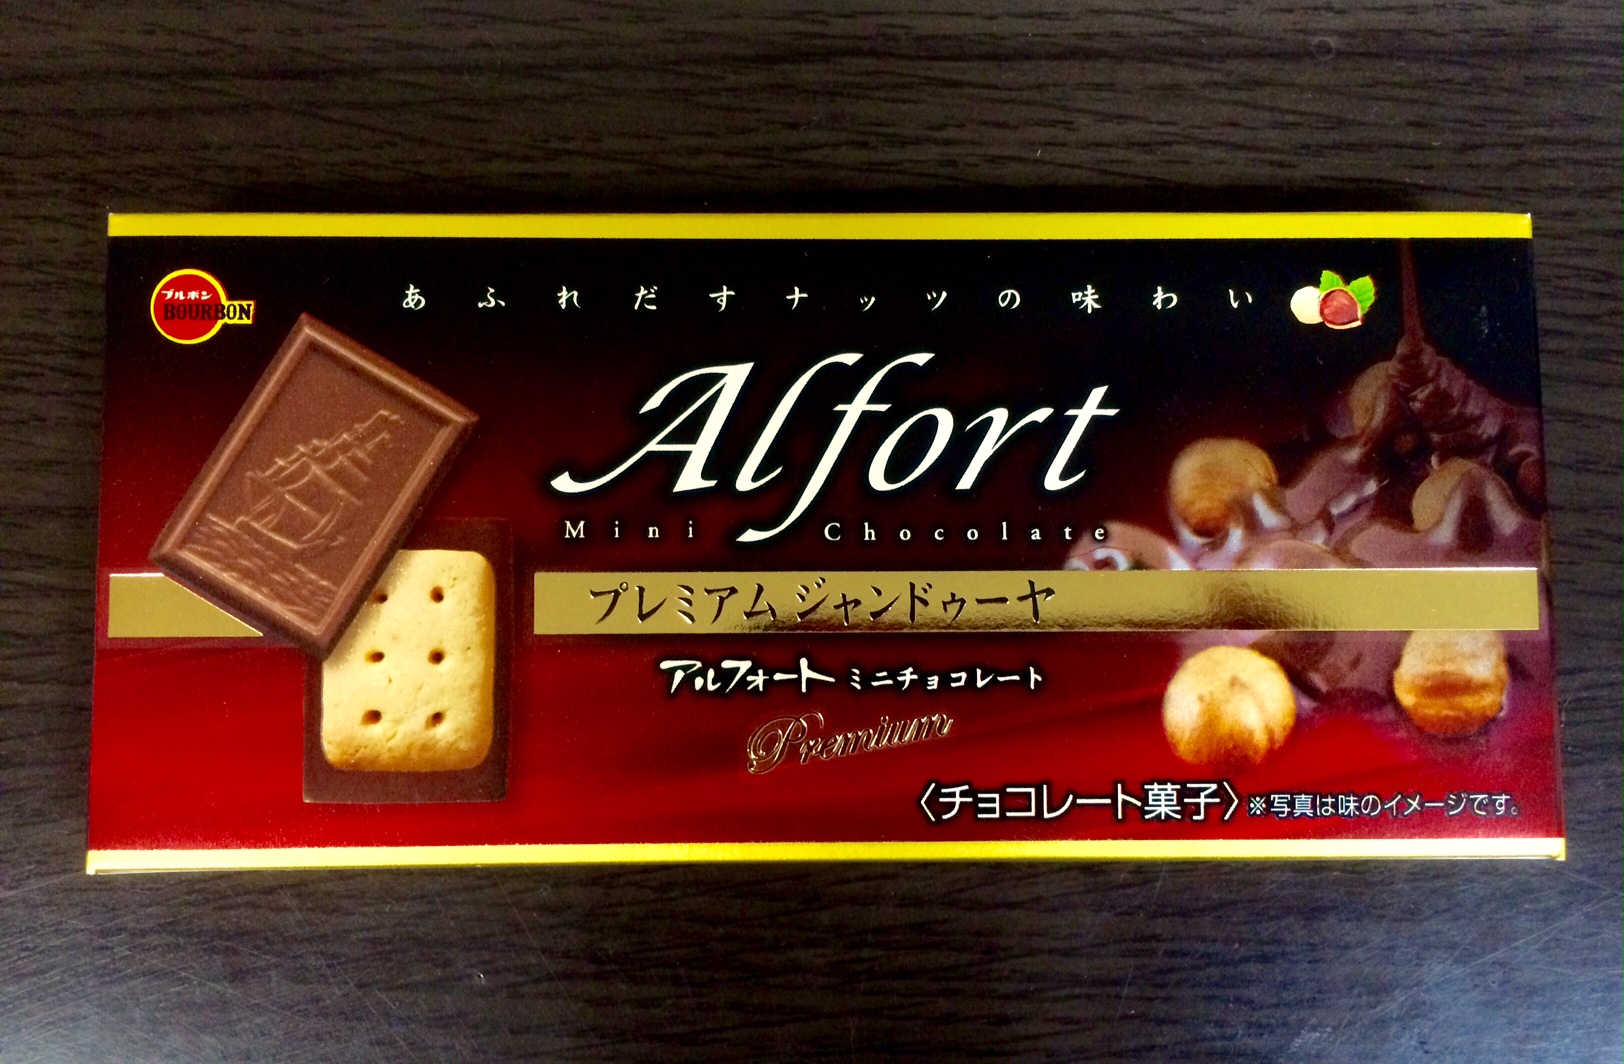 ブルボン
BOURBON
あふれだすナッツの味わい
Alfort
Mini Chocolate
プレミアム ジャンドゥーヤ
アルフォート ミニチョコレート
Premium
〈チョコレート菓子〉※写真は味のイメージです。